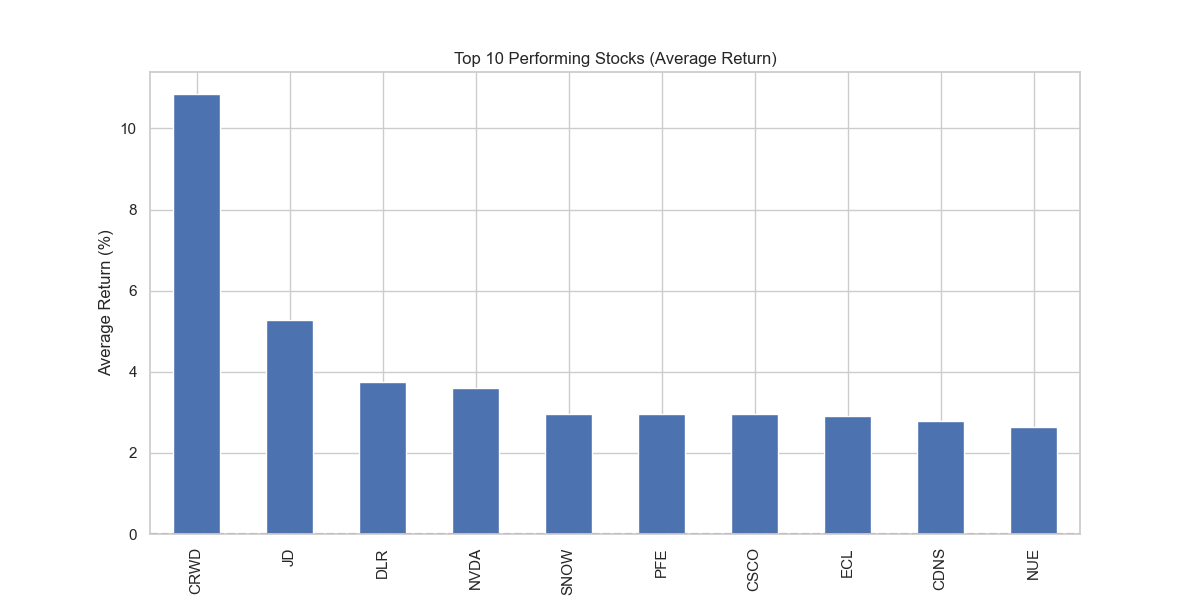 Top 10 Performing Stocks (Average Return)
Average Return (%)
10
8
6
4
2
0
CRWD
JD
DLR
NVDA
SNOW
PFE
CSCO
ECL
CDNS
NUE